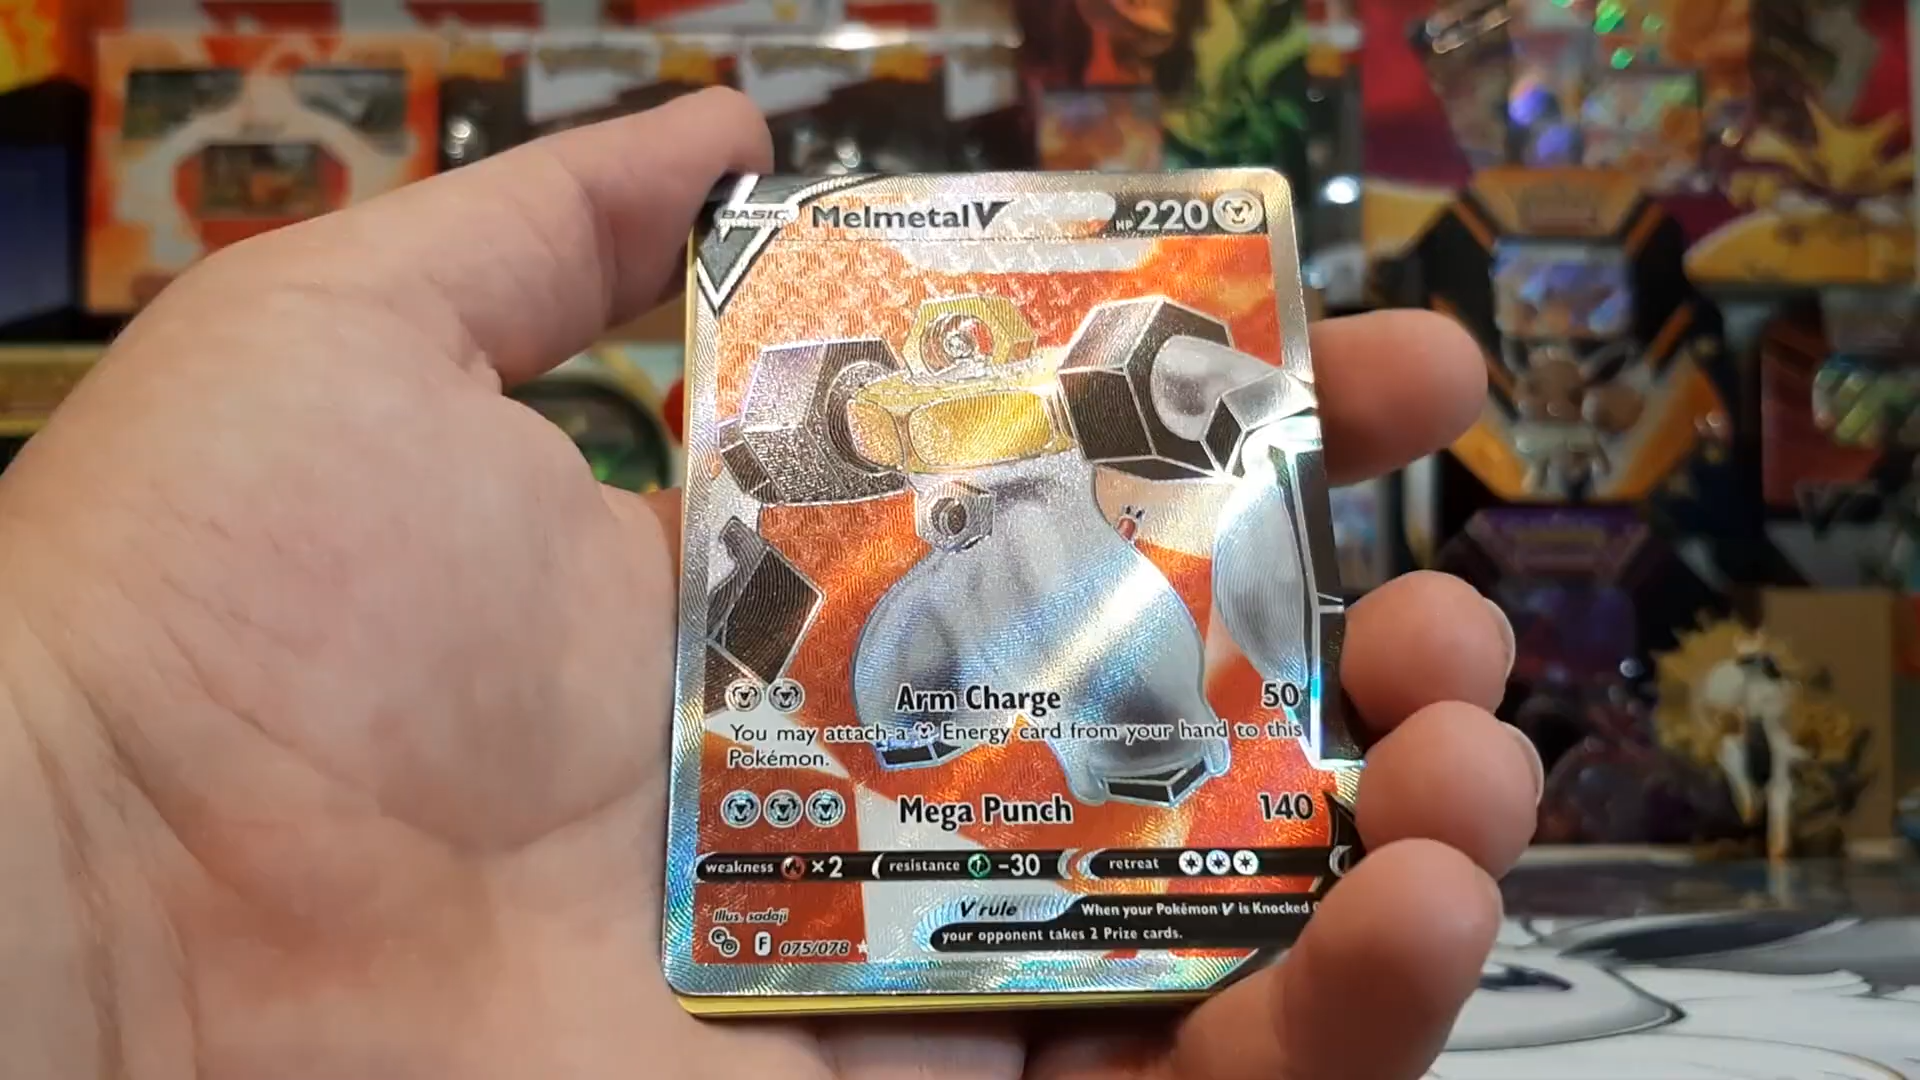 BASIC MelmetalV HP 220
Arm Charge 50
You may attach a Energy card from your hand to this
Pokémon.
Mega Punch 140
weakness ×2 resistance -30 retreat
Illus. sadaji
V rule When your Pokémon V is Knocked
your opponent takes 2 Prize cards.
GO F 075/078